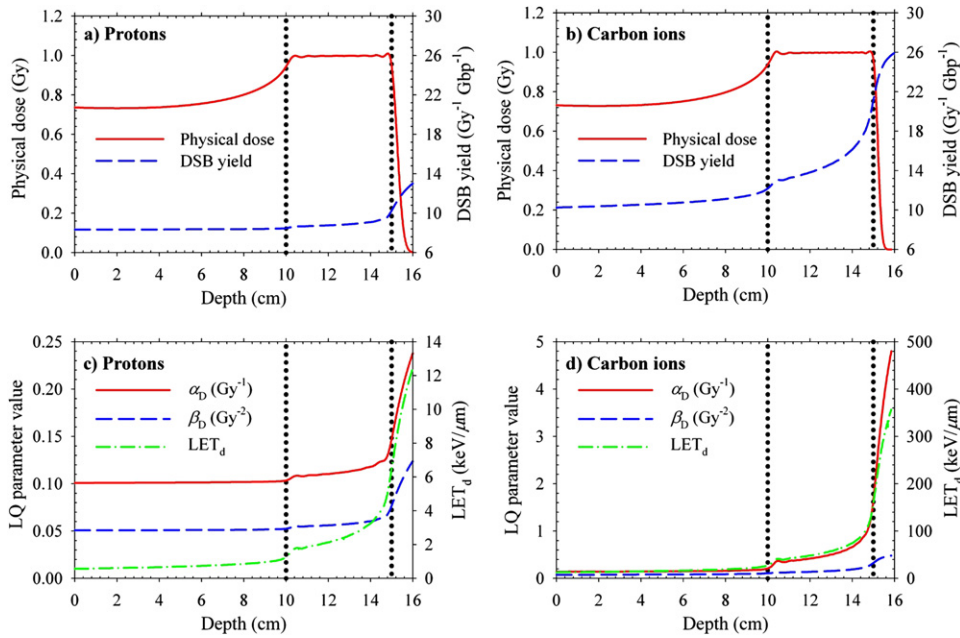 a) Protons
Physical dose (Gy)
1.2
1.0
0.8
0.6
0.4
0.2
0.0
Physical dose
DSB yield
30
26
22
18
14
10
6
DSB yield (Gy⁻¹ Gbp⁻¹)
0 2 4 6 8 10 12 14 16
Depth (cm)
b) Carbon ions
Physical dose (Gy)
1.2
1.0
0.8
0.6
0.4
0.2
0.0
Physical dose
DSB yield
30
26
22
18
14
10
6
DSB yield (Gy⁻¹ Gbp⁻¹)
0 2 4 6 8 10 12 14 16
Depth (cm)
c) Protons
LQ parameter value
0.25
0.20
0.15
0.10
0.05
0.00
α_D (Gy⁻¹)
β_D (Gy⁻²)
LET_d
14
12
10
8
6
4
2
0
LET_d (keV/μm)
0 2 4 6 8 10 12 14 16
Depth (cm)
d) Carbon ions
LQ parameter value
5
4
3
2
1
0
α_D (Gy⁻¹)
β_D (Gy⁻²)
LET_d
500
400
300
200
100
0
LET_d (keV/μm)
0 2 4 6 8 10 12 14 16
Depth (cm)